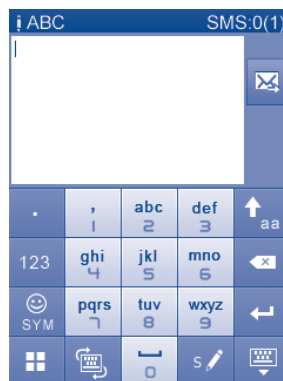 i ABC SMS:0(1)
. , 1 abc 2 def 3 aa
123 ghi 4 jkl 5 mno 6
SYM pqrs 7 tuv 8 wxyz 9
0 S